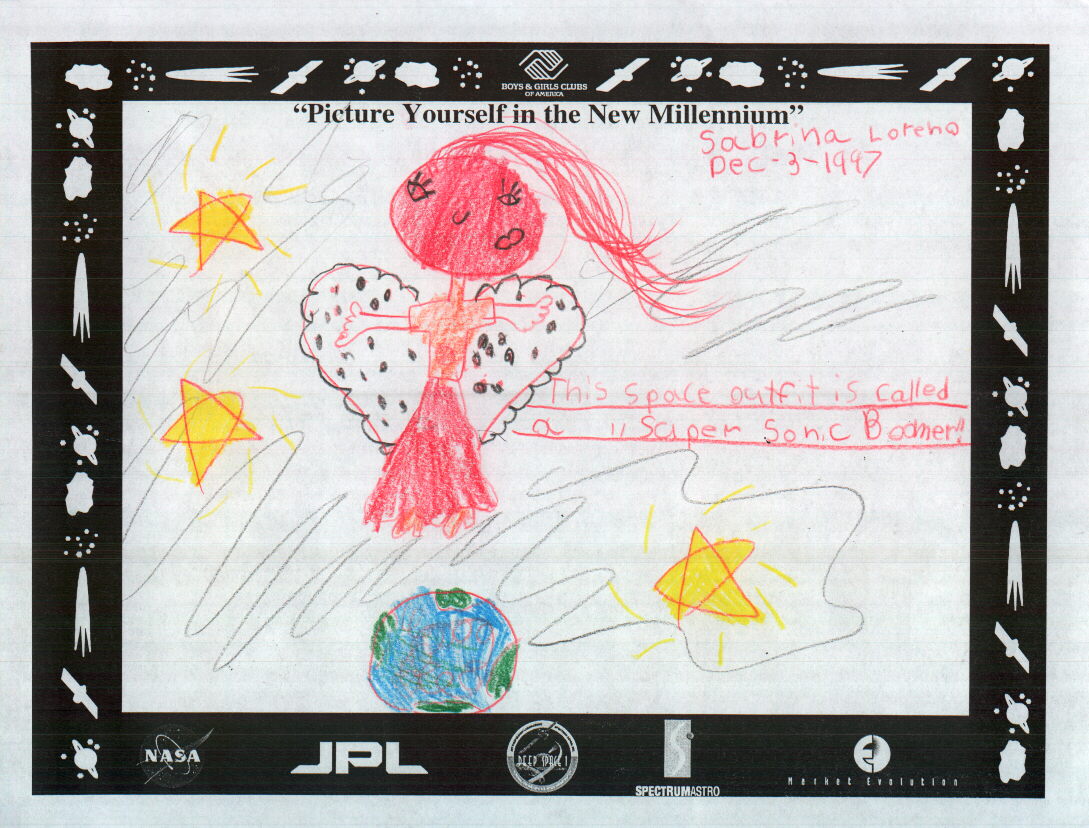 BOYS & GIRLS CLUBS
OF AMERICA
“Picture Yourself in the New Millennium”
Sabrina Loreno
Dec-3-1997
This space outfit is called
a "Super Sonic Boomer!"
NASA
JPL
DEEP SPACE 1
SPECTRUMASTRO
Market Evolution